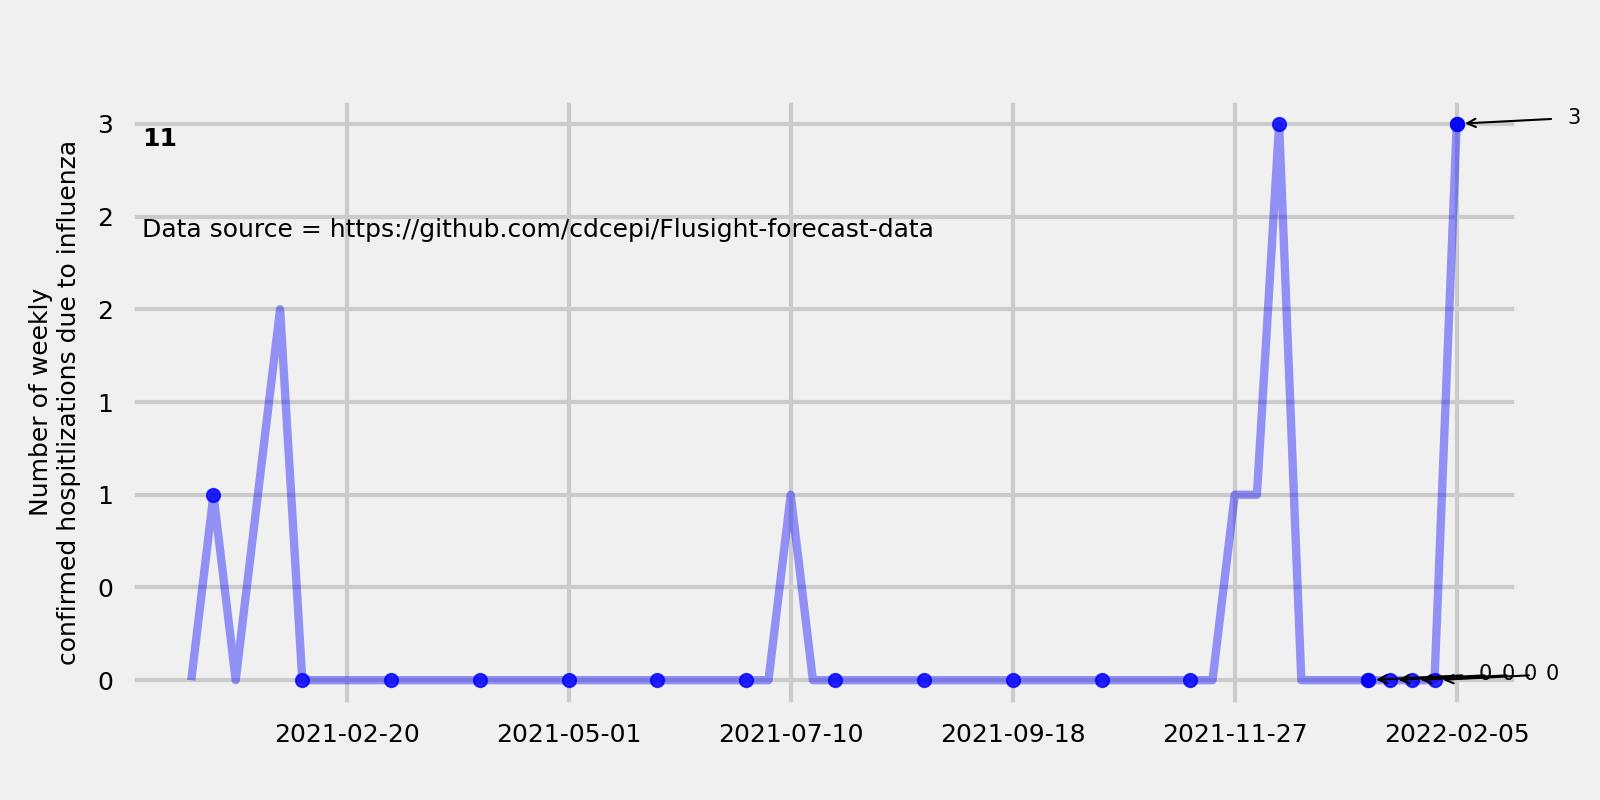 11
Data source = https://github.com/cdcepi/Flusight-forecast-data
Number of weekly
confirmed hospitlizations due to influenza
3
2
2
1
1
0
0
3
0 0 0 0
2021-02-20 2021-05-01 2021-07-10 2021-09-18 2021-11-27 2022-02-05